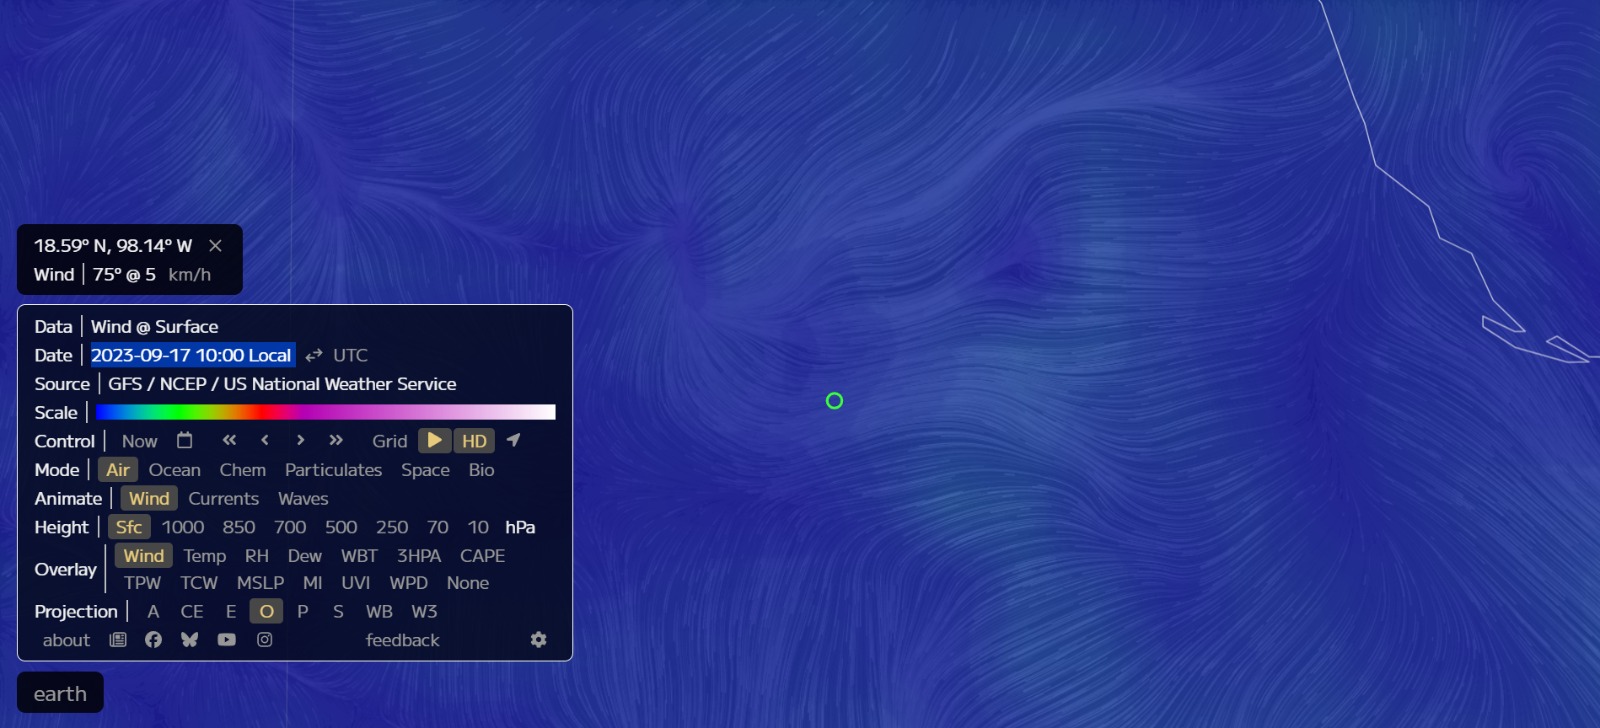 18.59° N, 98.14° W ×
Wind | 75° @ 5 km/h
Data | Wind @ Surface
Date | 2023-09-17 10:00 Local ⇄ UTC
Source | GFS / NCEP / US National Weather Service
Scale |
Control | Now « ‹ › » Grid HD
Mode | Air Ocean Chem Particulates Space Bio
Animate | Wind Currents Waves
Height | Sfc 1000 850 700 500 250 70 10 hPa
Overlay | Wind Temp RH Dew WBT 3HPA CAPE
TPW TCW MSLP MI UVI WPD None
Projection | A CE E O P S WB W3
about feedback
earth